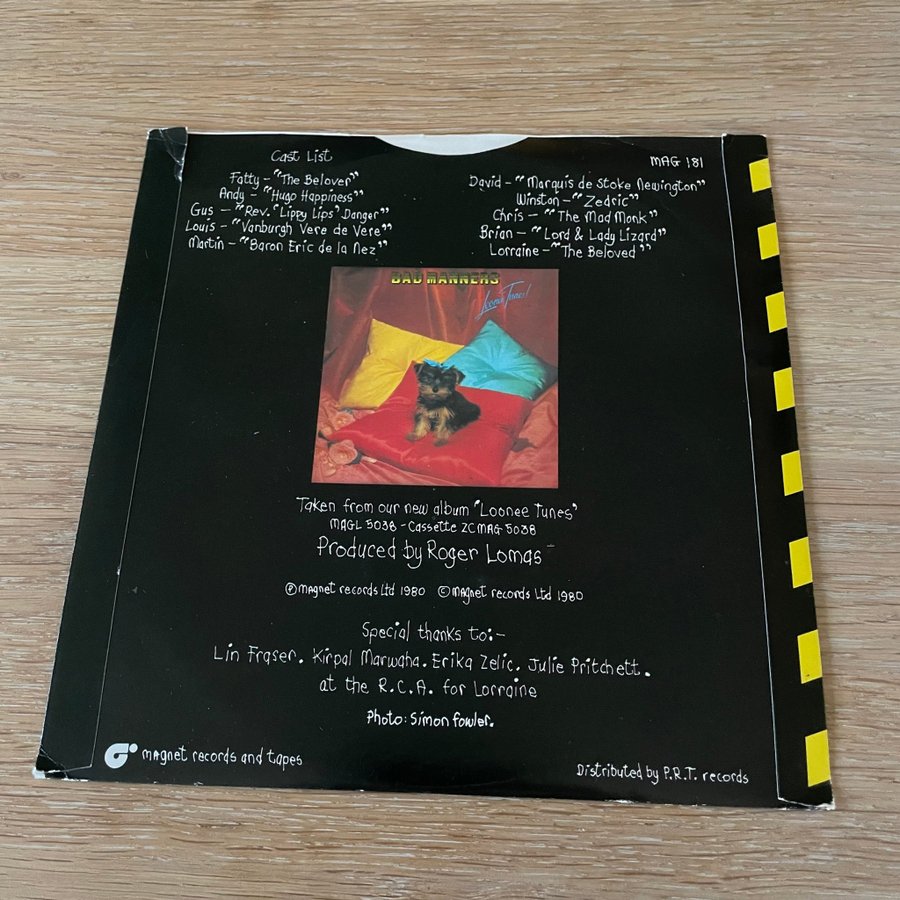 Cast List
MAG 181
Fatty - "The Belover"
Andy - "Hugo Happiness"
Gus - "Rev. 'Lippy Lips' Danger"
Louis - "Vanburgh Vere de Vere"
Martin - "Baron Eric de la Nez"
David - "Marquis de Stoke Newington"
Winston - "Zedric"
Chris - "The Mad Monk"
Brian - "Lord & Lady Lizard"
Lorraine - "The Beloved"
BAD MANNERS
Loonee Tunes!
Taken from our new album "Loonee Tunes"
MAGL 5038 - Cassette ZCMAG 5038
Produced by Roger Lomas
℗ magnet records Ltd 1980 © magnet records Ltd 1980
Special thanks to:-
Lin Fraser. Kirpal Marwaha. Erika Zelic. Julie Pritchett.
at the R.C.A. for Lorraine
Photo: Simon Fowler.
magnet records and tapes
Distributed by P.R.T. records